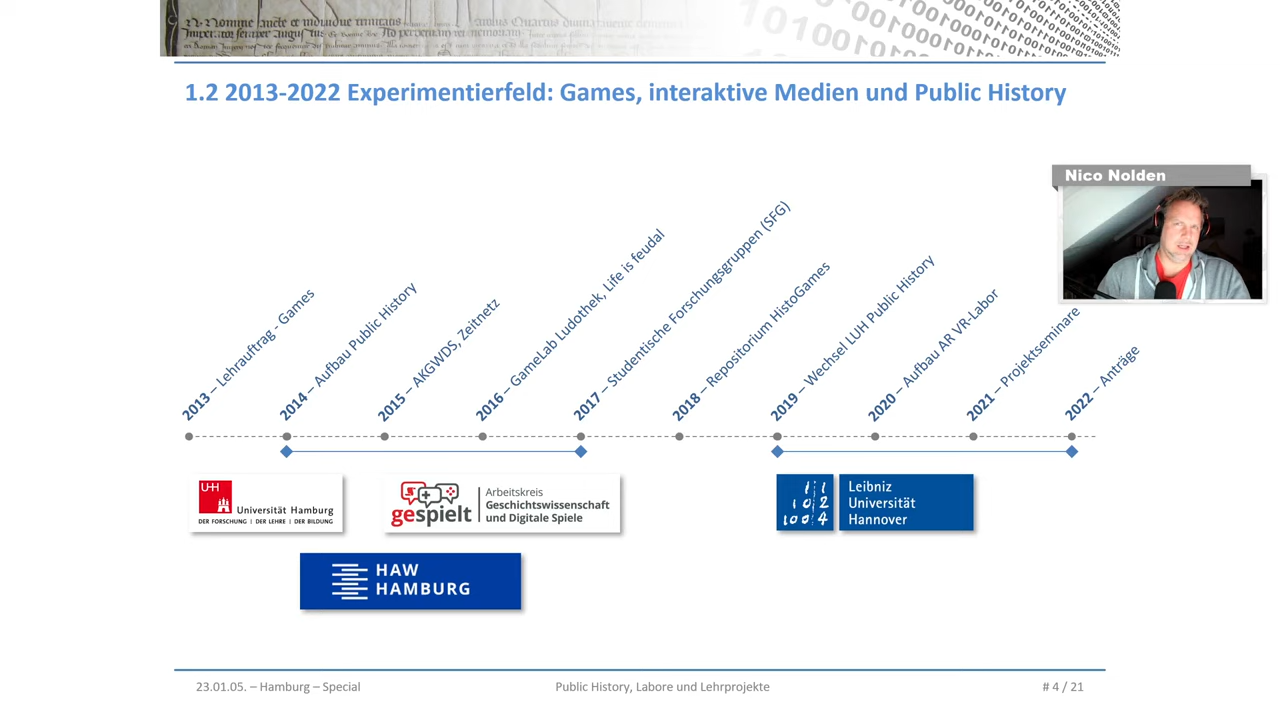 1.2 2013-2022 Experimentierfeld: Games, interaktive Medien und Public History
Nico Nolden
2013 – Lehrauftrag - Games
2014 – Aufbau Public History
2015 – AKGWDS, Zeitnetz
2016 – GameLab Ludothek, Life is feudal
2017 – Studentische Forschungsgruppen (SFG)
2018 – Repositorium HistoGames
2019 – Wechsel LUH Public History
2020 – Aufbau AR VR-Labor
2021 – Projektseminare
2022 – Anträge
UH
Universität Hamburg
DER FORSCHUNG | DER LEHRE | DER BILDUNG
gespielt
Arbeitskreis
Geschichtswissenschaft
und Digitale Spiele
HAW
HAMBURG
Leibniz
Universität
Hannover
23.01.05. – Hamburg – Special
Public History, Labore und Lehrprojekte
# 4 / 21